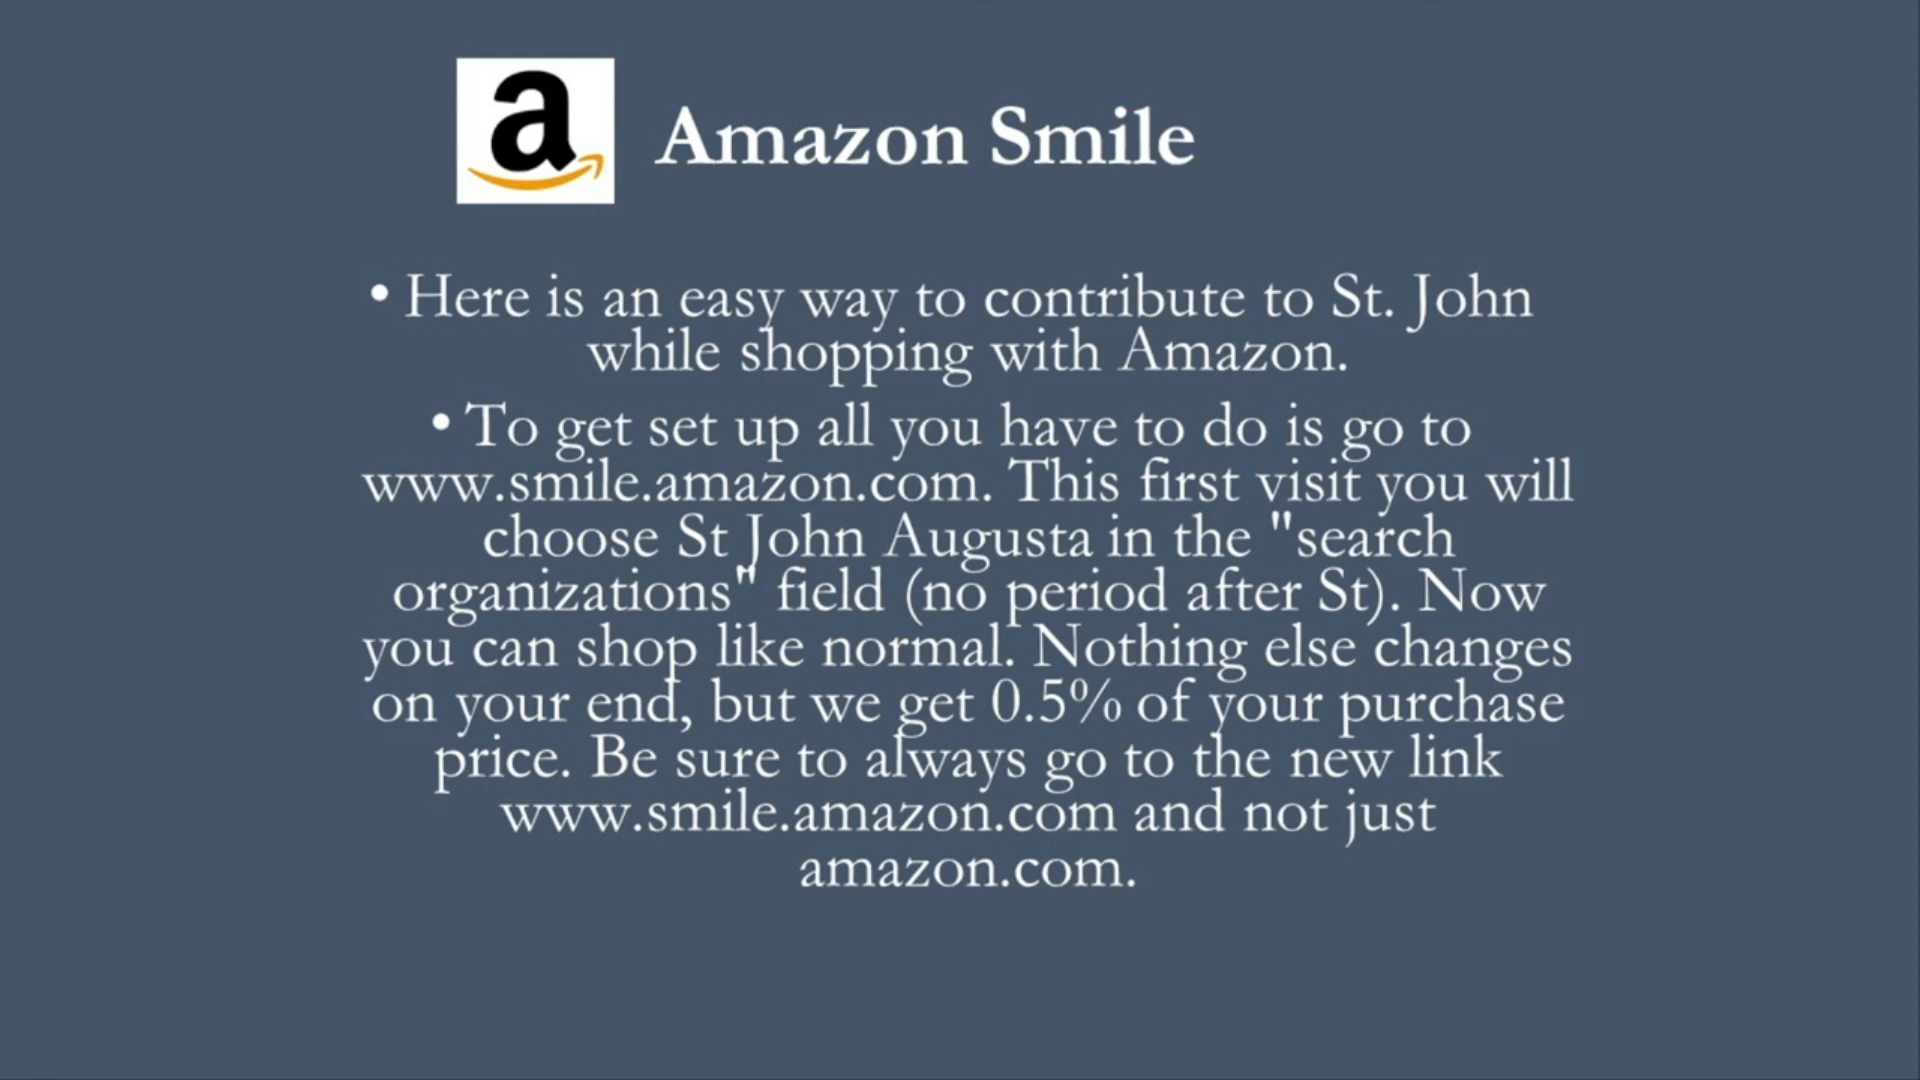 a
Amazon Smile
• Here is an easy way to contribute to St. John
while shopping with Amazon.
• To get set up all you have to do is go to
www.smile.amazon.com. This first visit you will
choose St John Augusta in the "search
organizations" field (no period after St). Now
you can shop like normal. Nothing else changes
on your end, but we get 0.5% of your purchase
price. Be sure to always go to the new link
www.smile.amazon.com and not just
amazon.com.